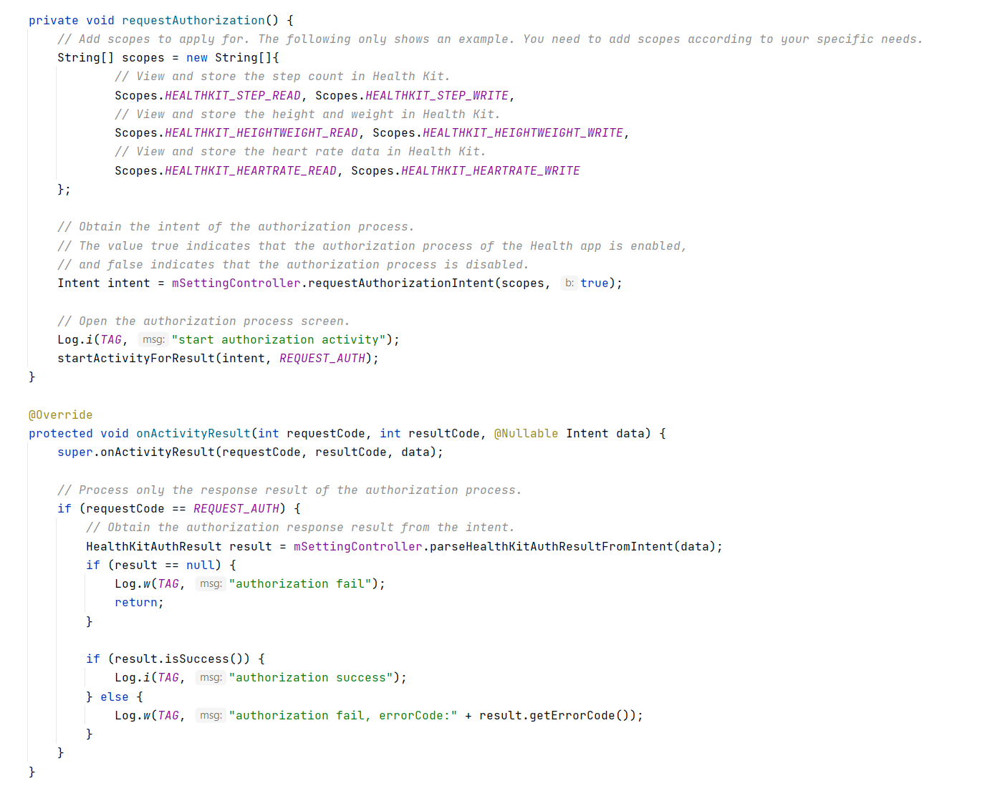 private void requestAuthorization() {
// Add scopes to apply for. The following only shows an example. You need to add scopes according to your specific needs.
String[] scopes = new String[]{
// View and store the step count in Health Kit.
Scopes.HEALTHKIT_STEP_READ, Scopes.HEALTHKIT_STEP_WRITE,
// View and store the height and weight in Health Kit.
Scopes.HEALTHKIT_HEIGHTWEIGHT_READ, Scopes.HEALTHKIT_HEIGHTWEIGHT_WRITE,
// View and store the heart rate data in Health Kit.
Scopes.HEALTHKIT_HEARTRATE_READ, Scopes.HEALTHKIT_HEARTRATE_WRITE
};
// Obtain the intent of the authorization process.
// The value true indicates that the authorization process of the Health app is enabled,
// and false indicates that the authorization process is disabled.
Intent intent = mSettingController.requestAuthorizationIntent(scopes, b: true);
// Open the authorization process screen.
Log.i(TAG, msg: "start authorization activity");
startActivityForResult(intent, REQUEST_AUTH);
}
@Override
protected void onActivityResult(int requestCode, int resultCode, @Nullable Intent data) {
super.onActivityResult(requestCode, resultCode, data);
// Process only the response result of the authorization process.
if (requestCode == REQUEST_AUTH) {
// Obtain the authorization response result from the intent.
HealthKitAuthResult result = mSettingController.parseHealthKitAuthResultFromIntent(data);
if (result == null) {
Log.w(TAG, msg: "authorization fail");
return;
}
if (result.isSuccess()) {
Log.i(TAG, msg: "authorization success");
} else {
Log.w(TAG, msg: "authorization fail, errorCode:" + result.getErrorCode());
}
}
}